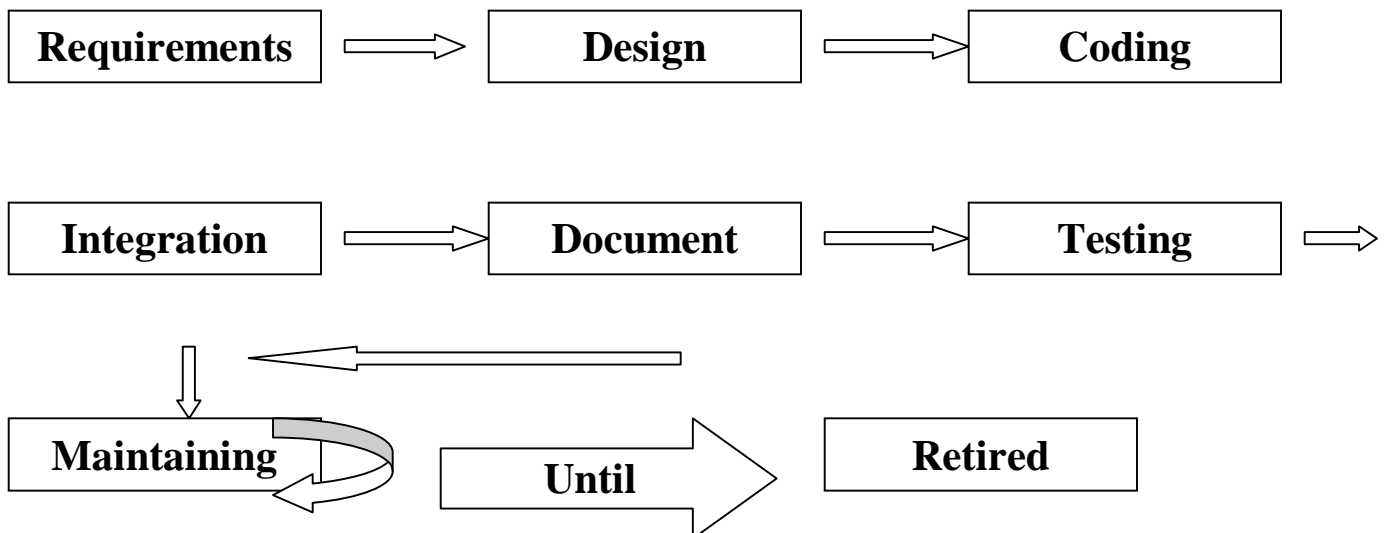 Requirements Design Coding
Integration Document Testing
Maintaining Until Retired